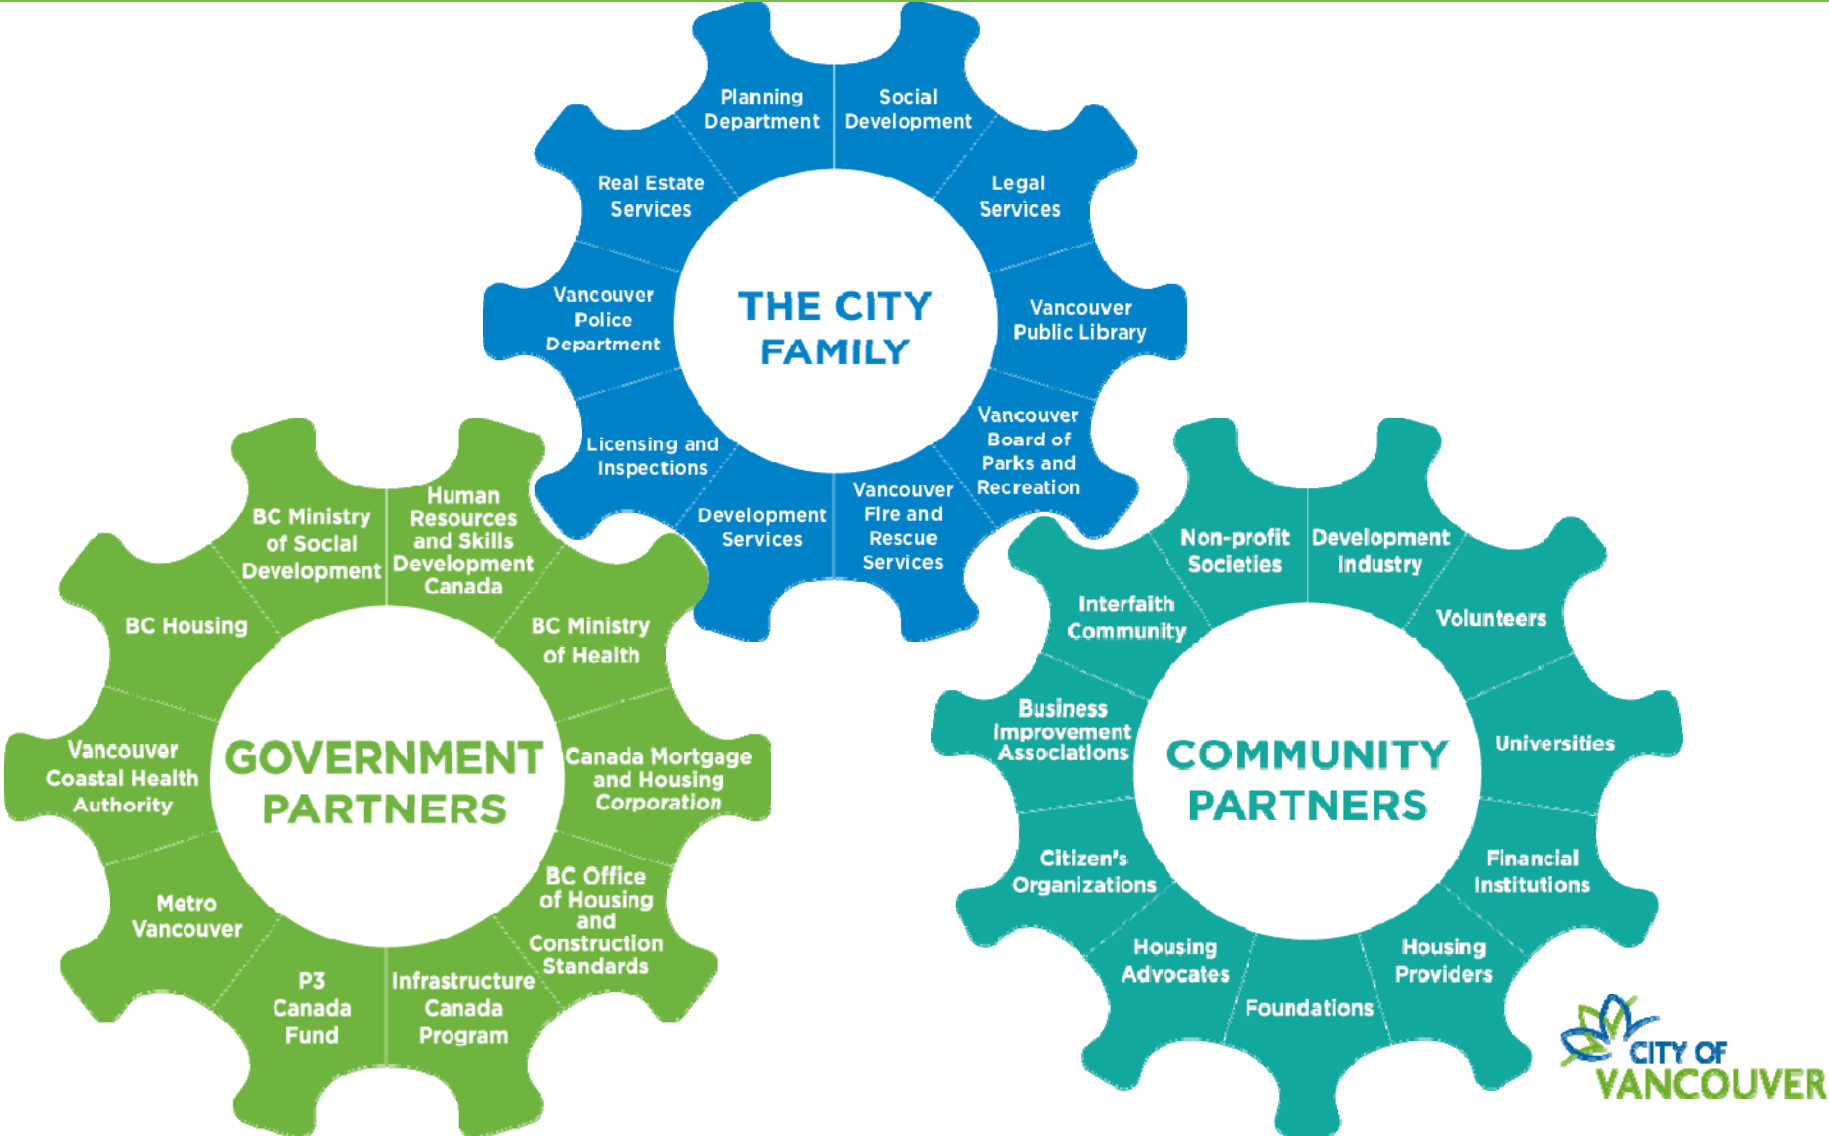 Planning
Department
Social
Development
Legal
Services
Vancouver
Public Library
Vancouver
Board of
Parks and
Recreation
Vancouver
Fire and
Rescue
Services
Development
Services
Licensing and
Inspections
Vancouver
Police
Department
Real Estate
Services
THE CITY
FAMILY
BC Ministry
of Social
Development
Human
Resources
and Skills
Development
Canada
BC Ministry
of Health
Canada Mortgage
and Housing
Corporation
BC Office
of Housing
and
Construction
Standards
Infrastructure
Canada
Program
P3
Canada
Fund
Metro
Vancouver
Vancouver
Coastal Health
Authority
BC Housing
GOVERNMENT
PARTNERS
Non-profit
Societies
Development
Industry
Volunteers
Universities
Financial
Institutions
Housing
Providers
Foundations
Housing
Advocates
Citizen's
Organizations
Business
Improvement
Associations
Interfaith
Community
COMMUNITY
PARTNERS
CITY OF
VANCOUVER